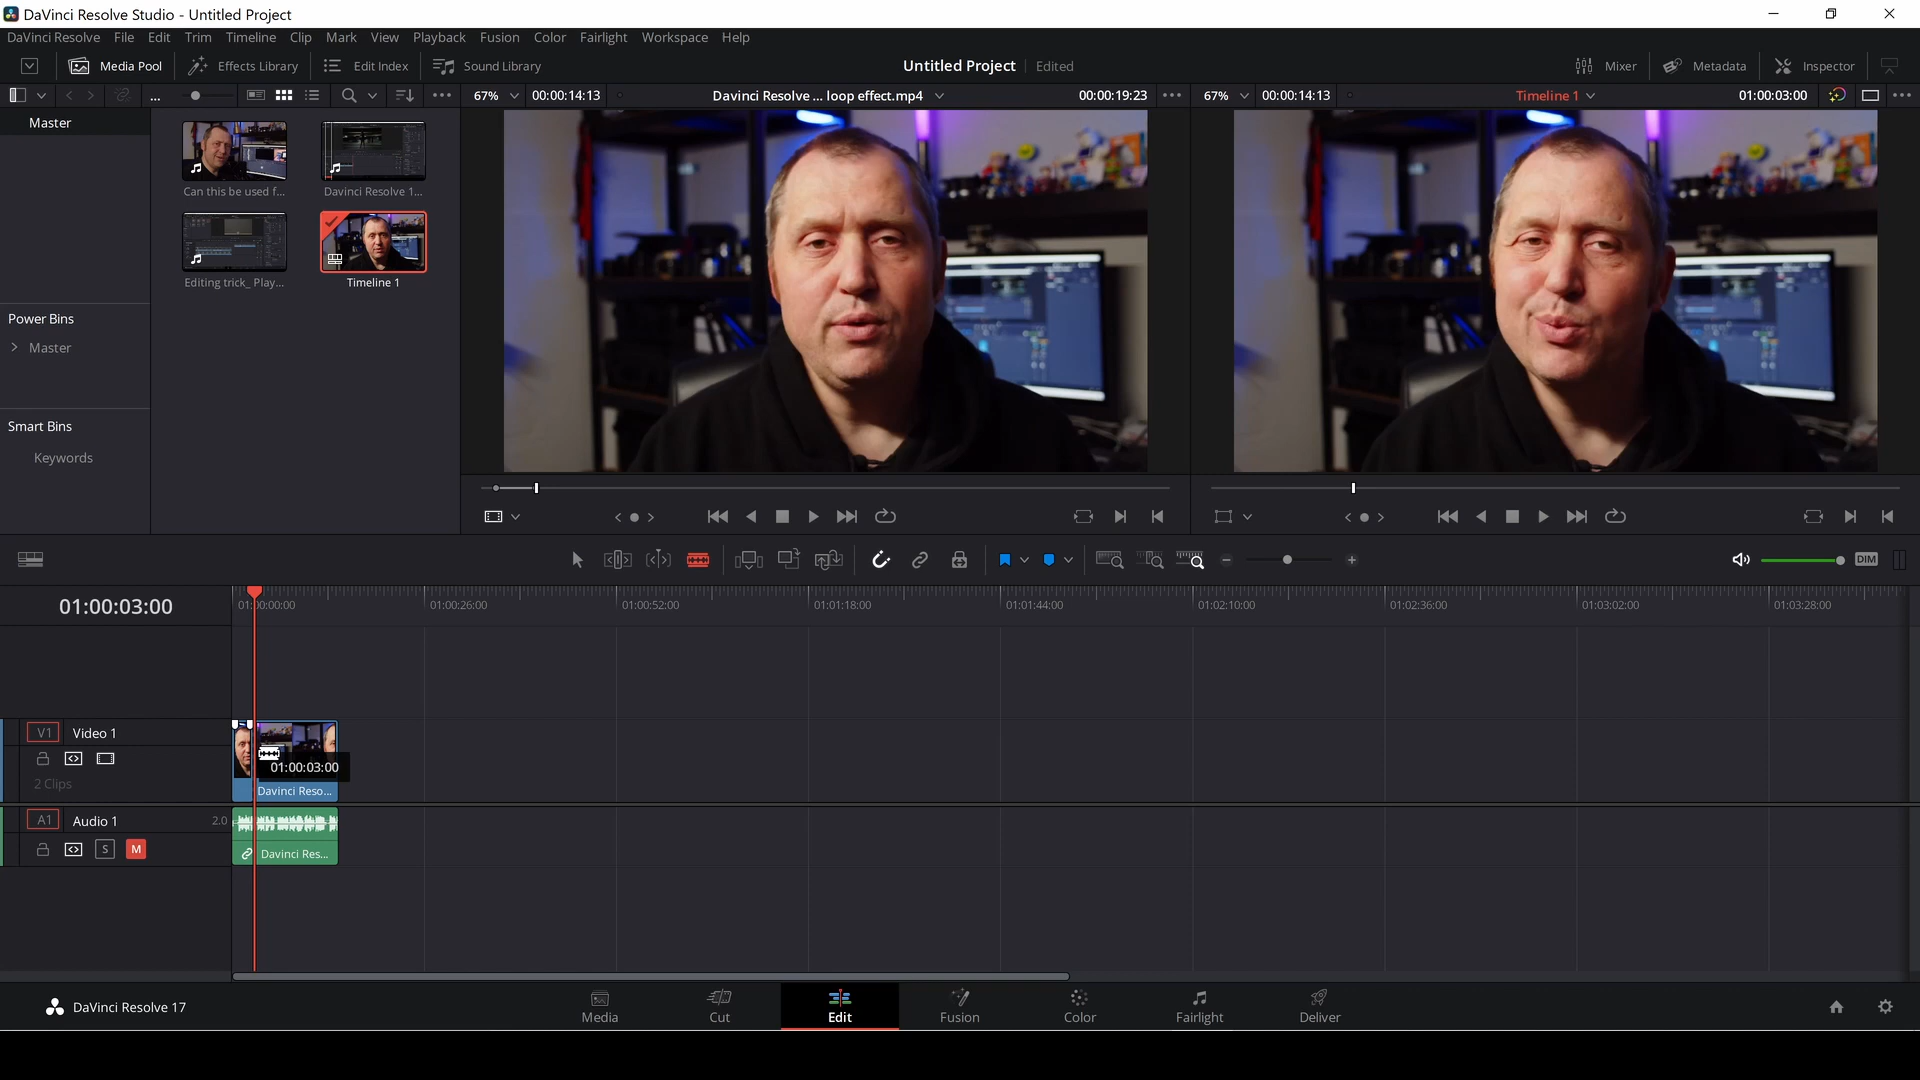 DaVinci Resolve Studio - Untitled Project
DaVinci Resolve File Edit Trim Timeline Clip Mark View Playback Fusion Color Fairlight Workspace Help
Media Pool Effects Library Edit Index Sound Library Untitled Project Edited Mixer Metadata Inspector
... 67% 00:00:14:13 Davinci Resolve ... loop effect.mp4 00:00:19:23 67% 00:00:14:13 Timeline 1 01:00:03:00
Master
Can this be used f... Davinci Resolve 1...
Editing trick_ Play... Timeline 1
Power Bins
Master
Smart Bins
Keywords
DIM
01:00:03:00
01:00:00:00 01:00:26:00 01:00:52:00 01:01:18:00 01:01:44:00 01:02:10:00 01:02:36:00 01:03:02:00 01:03:28:00
V1 Video 1
2 Clips
01:00:03:00
Davinci Reso...
A1 Audio 1 2.0
S M
Davinci Res...
DaVinci Resolve 17
Media Cut Edit Fusion Color Fairlight Deliver